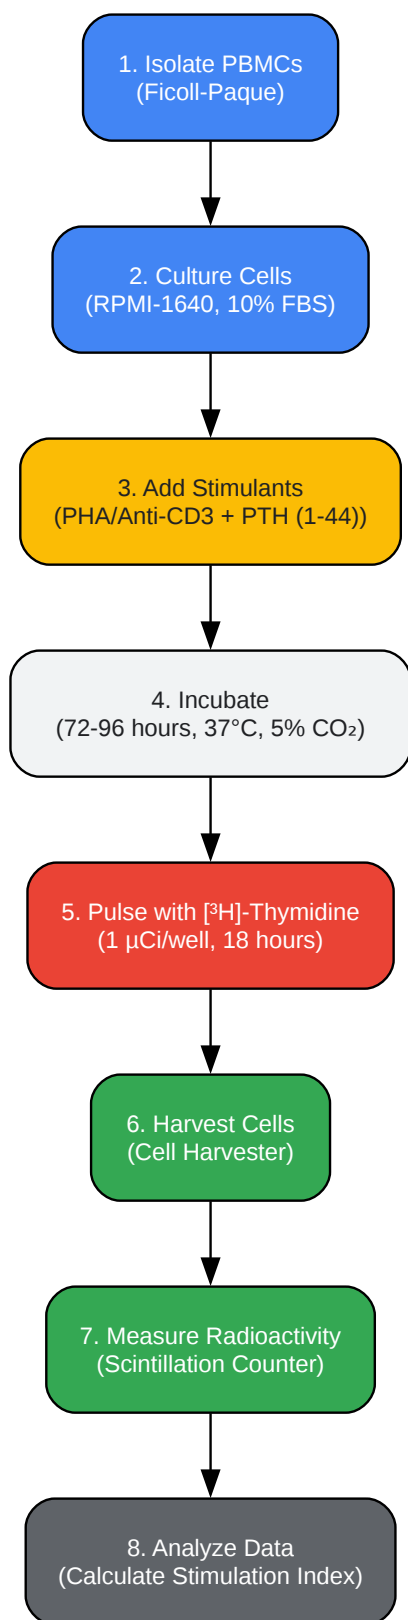 1. Isolate PBMCs
(Ficoll-Paque)
2. Culture Cells
(RPMI-1640, 10% FBS)
3. Add Stimulants
(PHA/Anti-CD3 + PTH (1-44))
4. Incubate
(72-96 hours, 37°C, 5% CO₂)
5. Pulse with [³H]-Thymidine
(1 µCi/well, 18 hours)
6. Harvest Cells
(Cell Harvester)
7. Measure Radioactivity
(Scintillation Counter)
8. Analyze Data
(Calculate Stimulation Index)